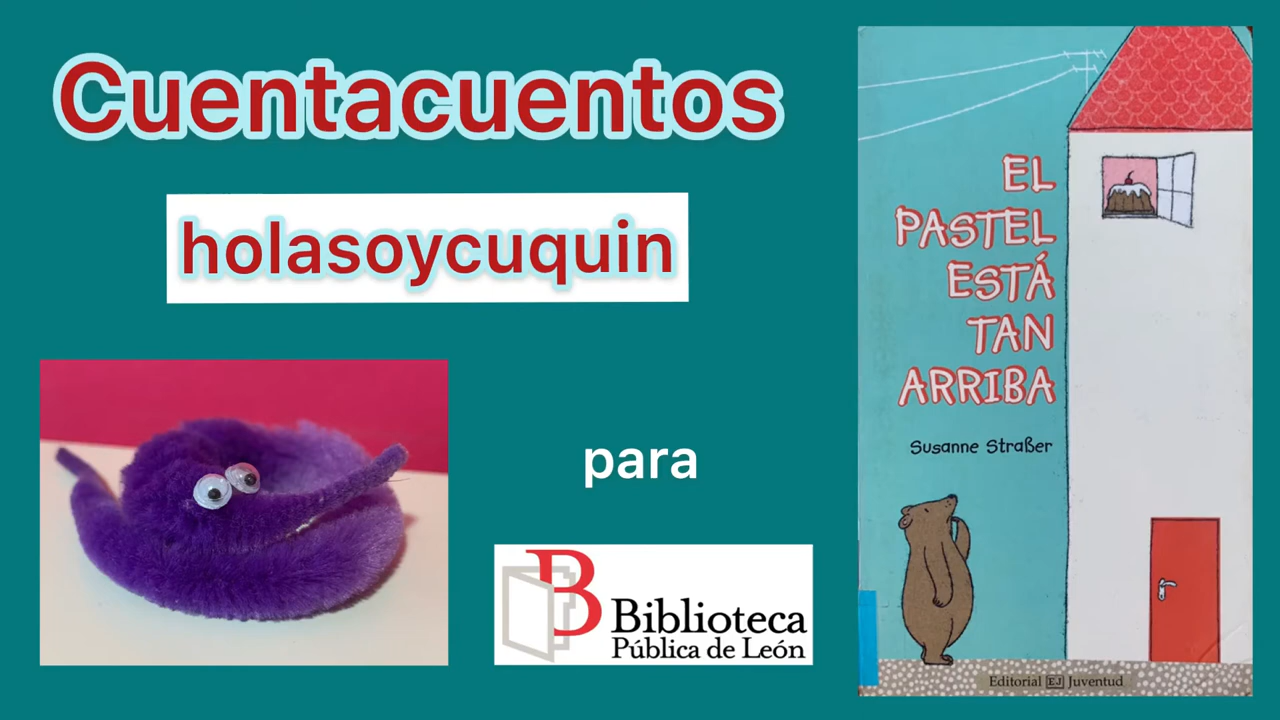 Cuentacuentos
holasoycuquin
para
B
Biblioteca
Pública de León
EL
PASTEL
ESTÁ
TAN
ARRIBA
Susanne Straßer
Editorial EJ Juventud